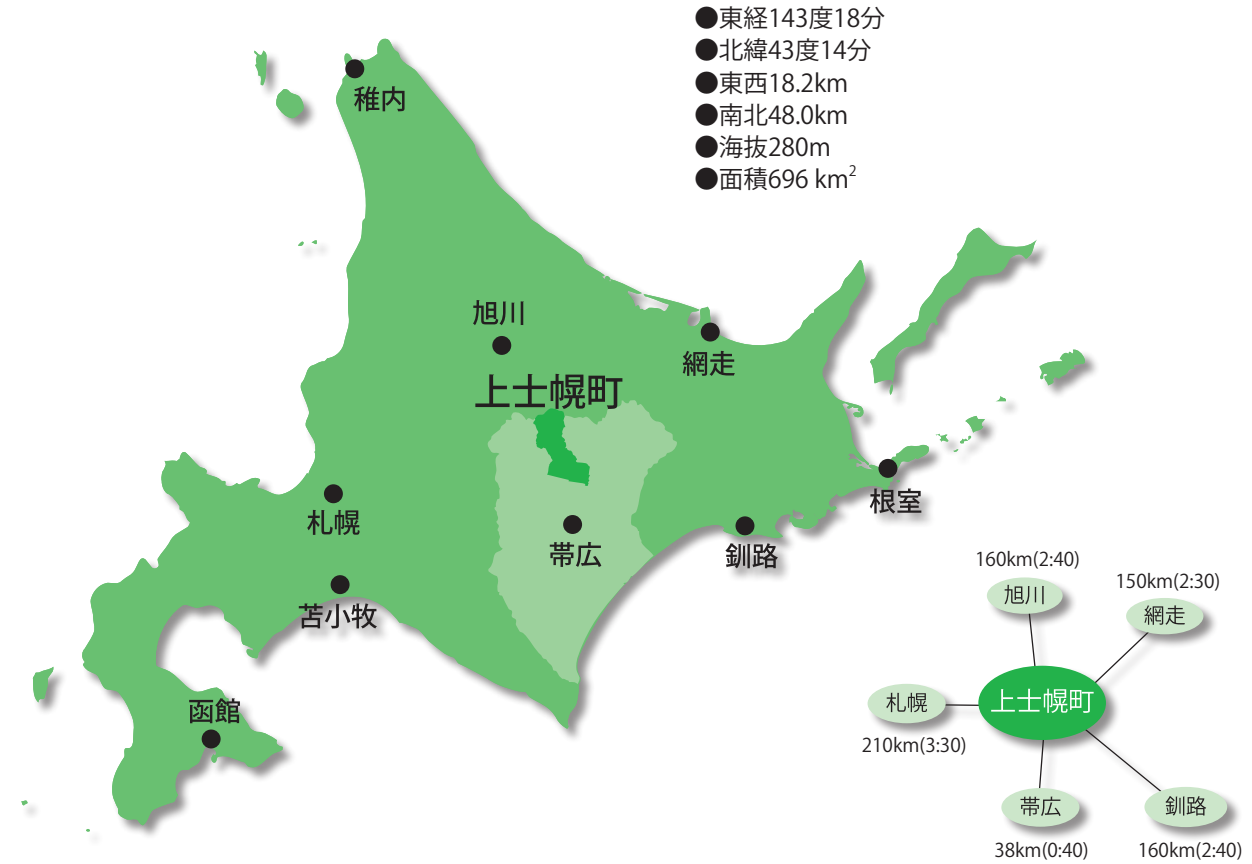 ●東経143度18分
●北緯43度14分
●東西18.2km
●南北48.0km
●海抜280m
●面積696 km²
稚内
旭川
網走
上士幌町
札幌
根室
帯広
釧路
苫小牧
函館
160km(2:40)
旭川
150km(2:30)
網走
札幌
上士幌町
210km(3:30)
帯広
釧路
38km(0:40)
160km(2:40)